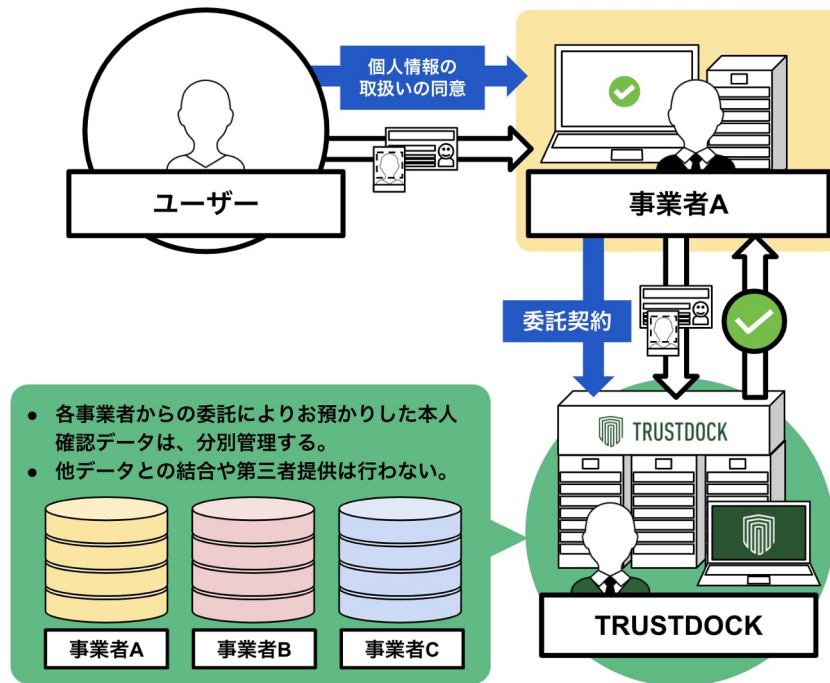 個人情報の
取扱いの同意
ユーザー
事業者A
委託契約
TRUSTDOCK
● 各事業者からの委託によりお預かりした本人
確認データは、分別管理する。
● 他データとの結合や第三者提供は行わない。
事業者A
事業者B
事業者C
TRUSTDOCK